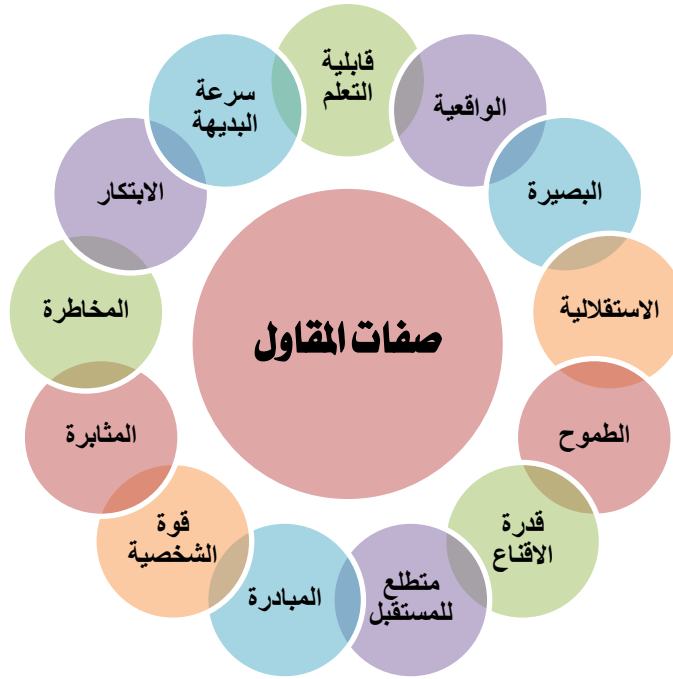 صفات المقاول
قابلية
التعلم
الواقعية
البصيرة
الاستقلالية
الطموح
قدرة
الاقناع
متطلع
للمستقبل
المبادرة
قوة
الشخصية
المثابرة
المخاطرة
الابتكار
سرعة
البديهة